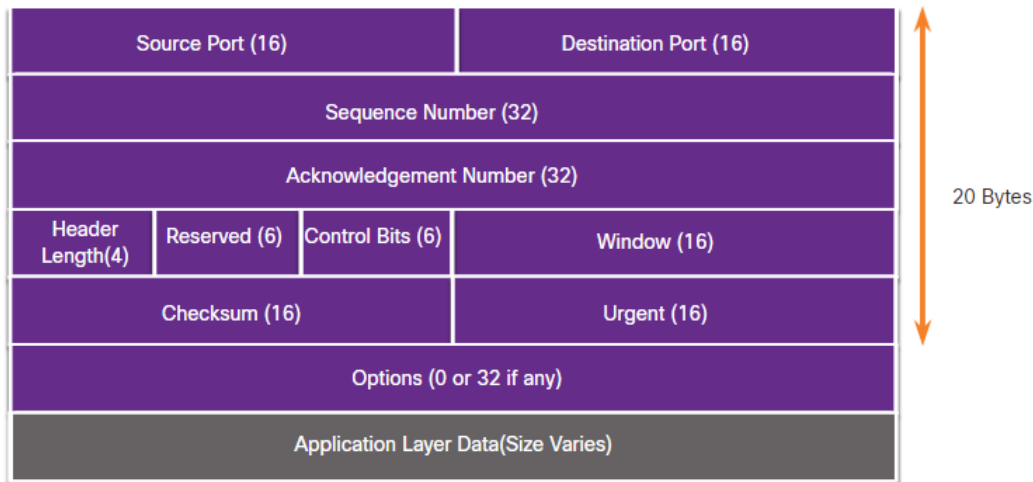 Source Port (16)
Destination Port (16)
Sequence Number (32)
Acknowledgement Number (32)
20 Bytes
Header
Length(4)
Reserved (6)
Control Bits (6)
Window (16)
Checksum (16)
Urgent (16)
Options (0 or 32 if any)
Application Layer Data(Size Varies)